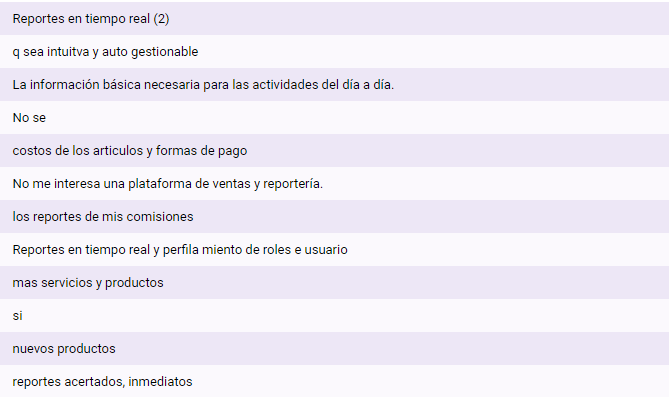 Reportes en tiempo real (2)
q sea intuitva y auto gestionable
La información básica necesaria para las actividades del día a día.
No se
costos de los articulos y formas de pago
No me interesa una plataforma de ventas y reportería.
los reportes de mis comisiones
Reportes en tiempo real y perfila miento de roles e usuario
mas servicios y productos
si
nuevos productos
reportes acertados, inmediatos